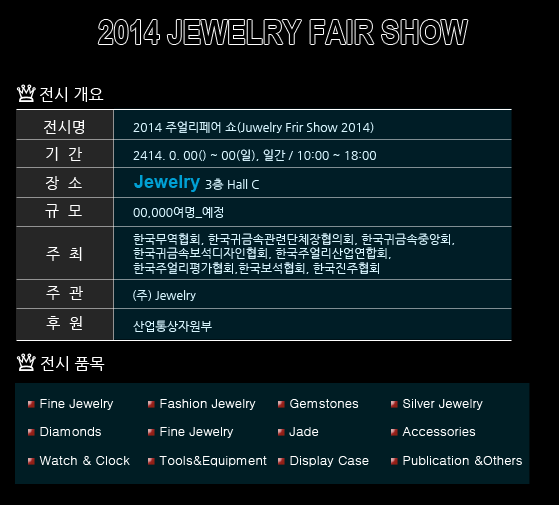 2014 JEWELRY FAIR SHOW
전시 개요
전시명 2014 주얼리페어 쇼(Juwelry Frir Show 2014)
기 간 2414. 0. 00() ~ 00(일), 일간 / 10:00 ~ 18:00
장 소 Jewelry 3층 Hall C
규 모 00,000여명_예정
주 최 한국무역협회, 한국귀금속관련단체장협의회, 한국귀금속중앙회,
한국귀금속보석디자인협회, 한국주얼리산업연합회,
한국주얼리평가협회,한국보석협회, 한국진주협회
주 관 (주) Jewelry
후 원 산업통상자원부
전시 품목
Fine Jewelry Fashion Jewelry Gemstones Silver Jewelry
Diamonds Fine Jewelry Jade Accessories
Watch & Clock Tools&Equipment Display Case Publication &Others